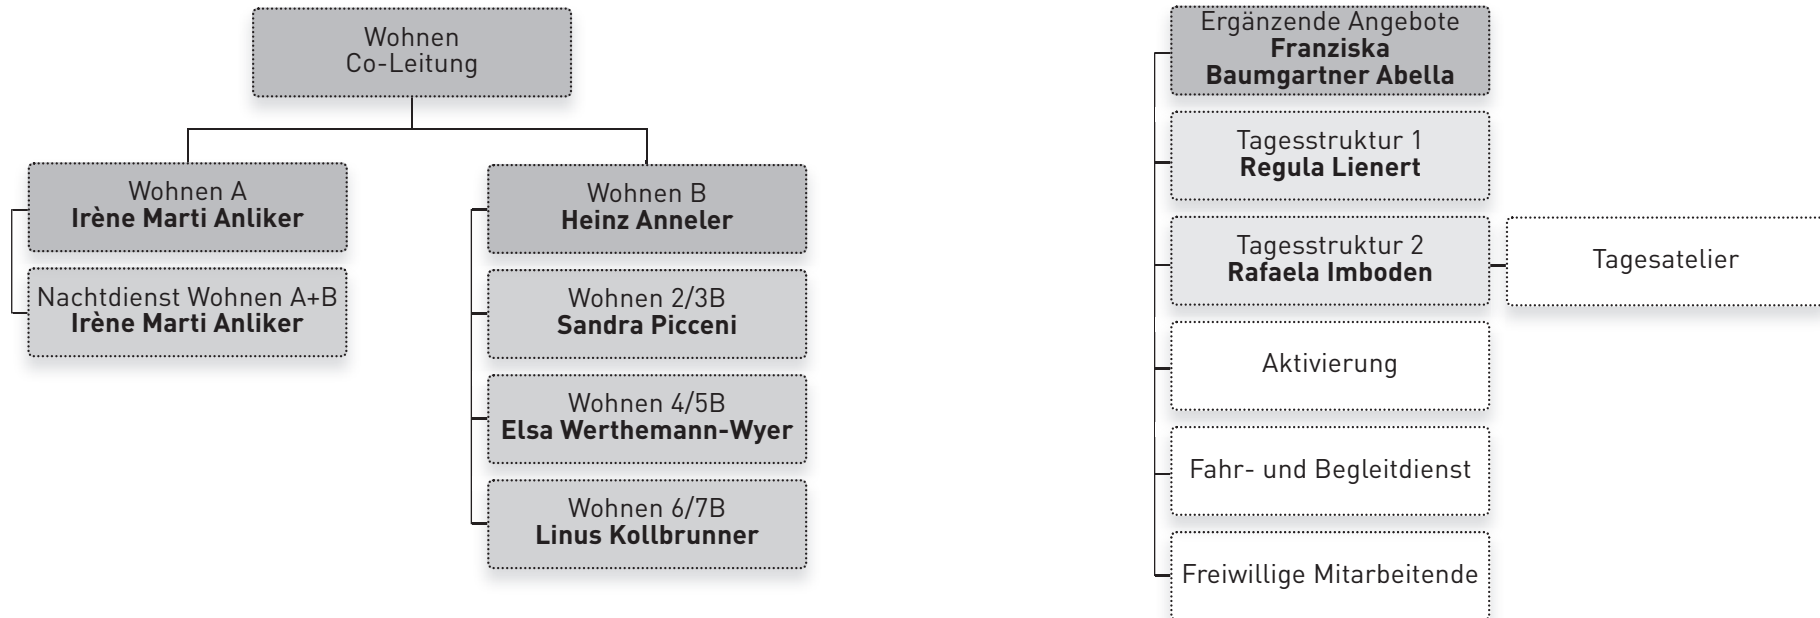 Wohnen
Co-Leitung
Wohnen A
Irène Marti Anliker
Nachtdienst Wohnen A+B
Irène Marti Anliker
Wohnen B
Heinz Anneler
Wohnen 2/3B
Sandra Picceni
Wohnen 4/5B
Elsa Werthemann-Wyer
Wohnen 6/7B
Linus Kollbrunner
Ergänzende Angebote
Franziska
Baumgartner Abella
Tagesstruktur 1
Regula Lienert
Tagesstruktur 2
Rafaela Imboden
Tagesatelier
Aktivierung
Fahr- und Begleitdienst
Freiwillige Mitarbeitende